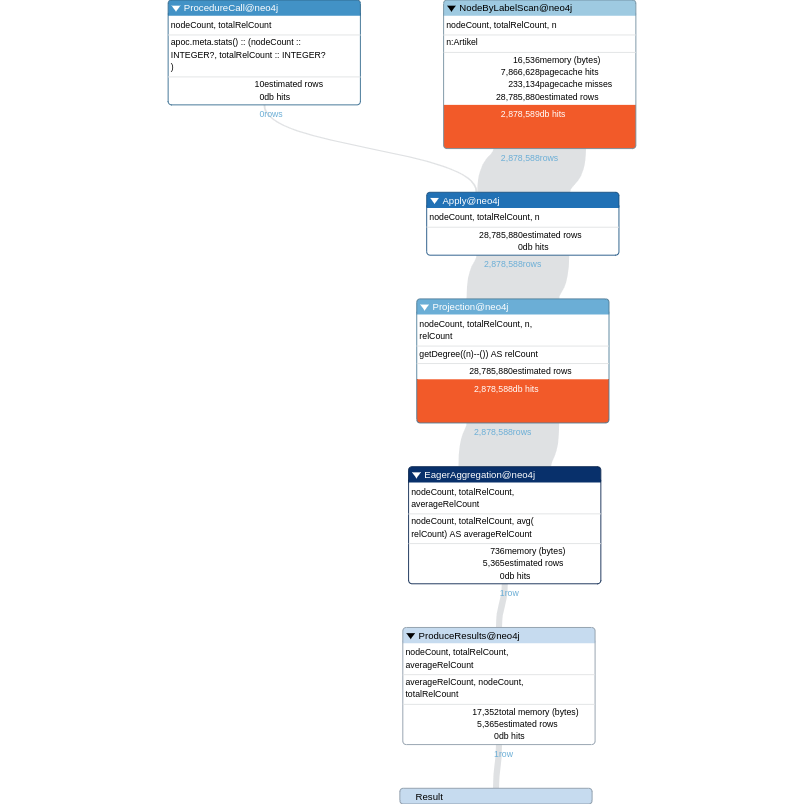 ProcedureCall@neo4j
nodeCount, totalRelCount
apoc.meta.stats() :: (nodeCount ::
INTEGER?, totalRelCount :: INTEGER?
)
10estimated rows
0db hits
0rows
NodeByLabelScan@neo4j
nodeCount, totalRelCount, n
n:Artikel
16,536memory (bytes)
7,866,628pagecache hits
233,134pagecache misses
28,785,880estimated rows
2,878,589db hits
2,878,588rows
Apply@neo4j
nodeCount, totalRelCount, n
28,785,880estimated rows
0db hits
2,878,588rows
Projection@neo4j
nodeCount, totalRelCount, n,
relCount
getDegree((n)--()) AS relCount
28,785,880estimated rows
2,878,588db hits
2,878,588rows
EagerAggregation@neo4j
nodeCount, totalRelCount,
averageRelCount
nodeCount, totalRelCount, avg(
relCount) AS averageRelCount
736memory (bytes)
5,365estimated rows
0db hits
1row
ProduceResults@neo4j
nodeCount, totalRelCount,
averageRelCount
averageRelCount, nodeCount,
totalRelCount
17,352total memory (bytes)
5,365estimated rows
0db hits
1row
Result